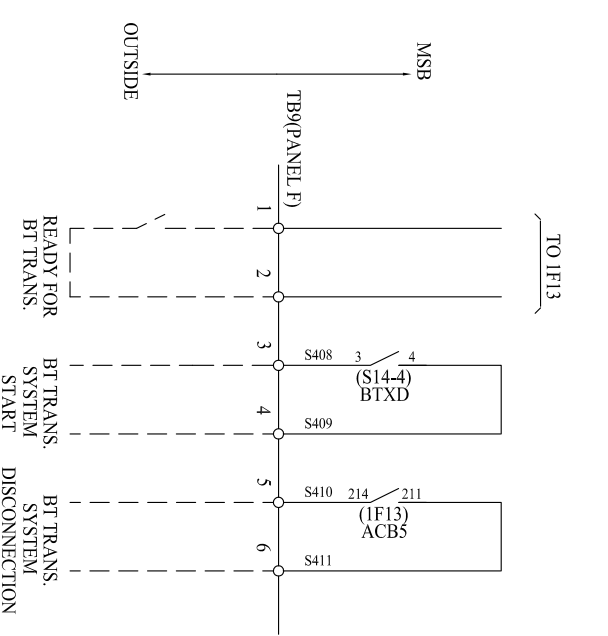 OUTSIDE
MSB
TB9(PANEL F)
TO 1F13
1
2
READY FOR
BT TRANS.
3
S408
3
4
(S14-4)
BTXD
4
S409
BT TRANS.
SYSTEM
START
5
S410
214
211
(1F13)
ACB5
6
S411
BT TRANS.
SYSTEM
DISCONNECTION